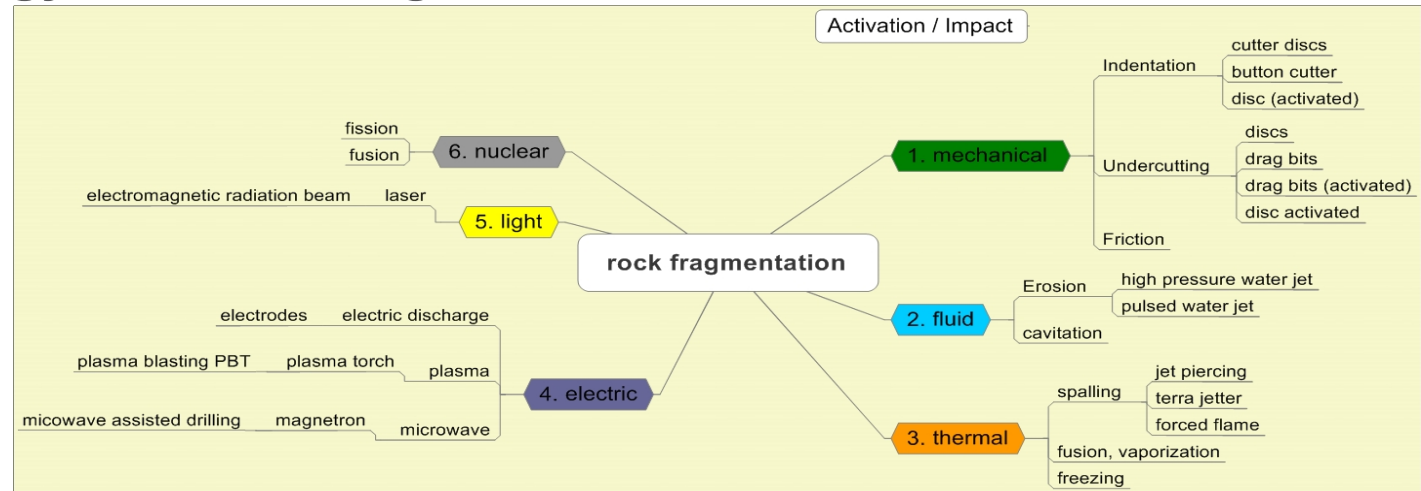 Activation / Impact
rock fragmentation
1. mechanical
Indentation
cutter discs
button cutter
disc (activated)
Undercutting
discs
drag bits
drag bits (activated)
disc activated
Friction
2. fluid
Erosion
high pressure water jet
pulsed water jet
cavitation
3. thermal
spalling
jet piercing
terra jetter
forced flame
fusion, vaporization
freezing
4. electric
electric discharge
electrodes
plasma
plasma torch
plasma blasting PBT
microwave
magnetron
micowave assisted drilling
5. light
laser
electromagnetic radiation beam
6. nuclear
fission
fusion